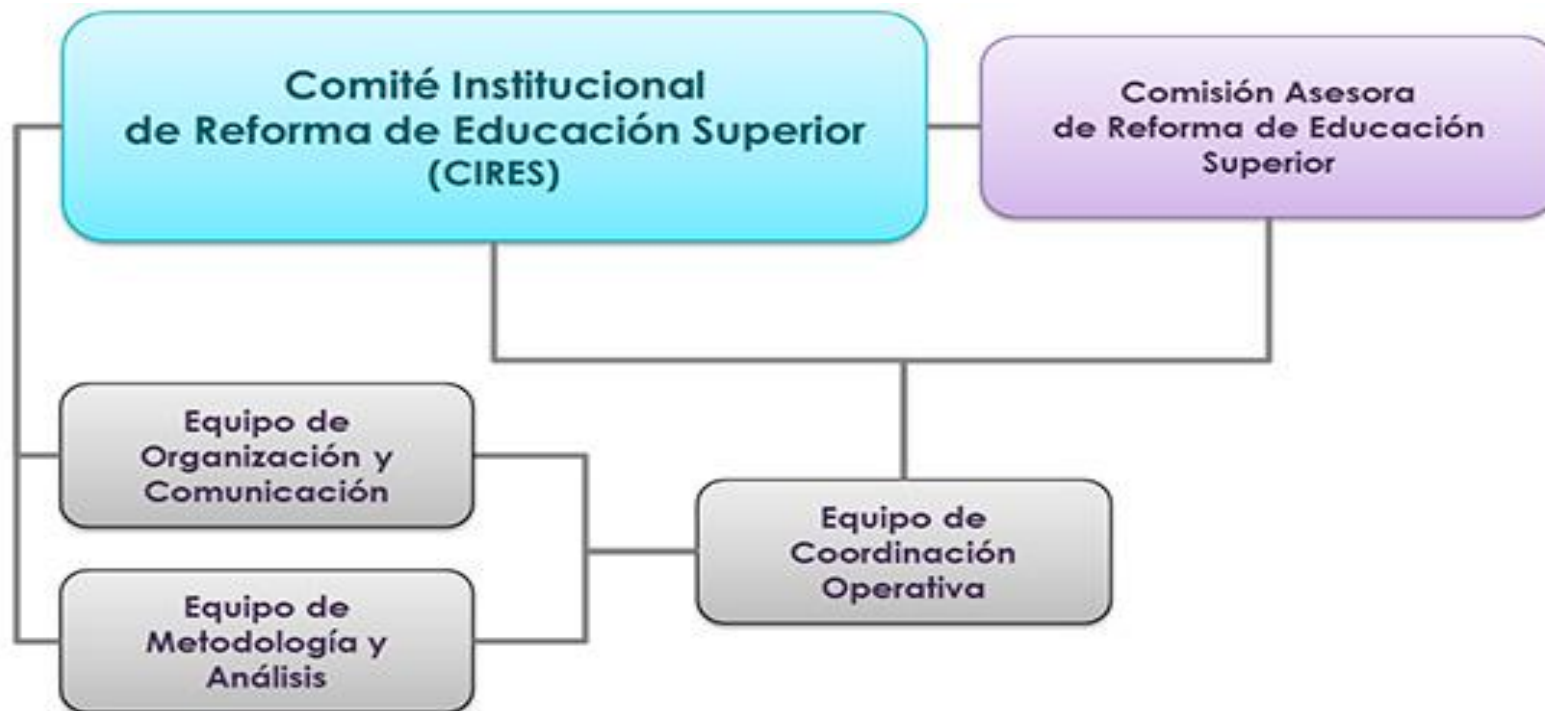 Comité Institucional
de Reforma de Educación Superior
(CIRES)
Comisión Asesora
de Reforma de Educación
Superior
Equipo de
Organización y
Comunicación
Equipo de
Coordinación
Operativa
Equipo de
Metodología y
Análisis